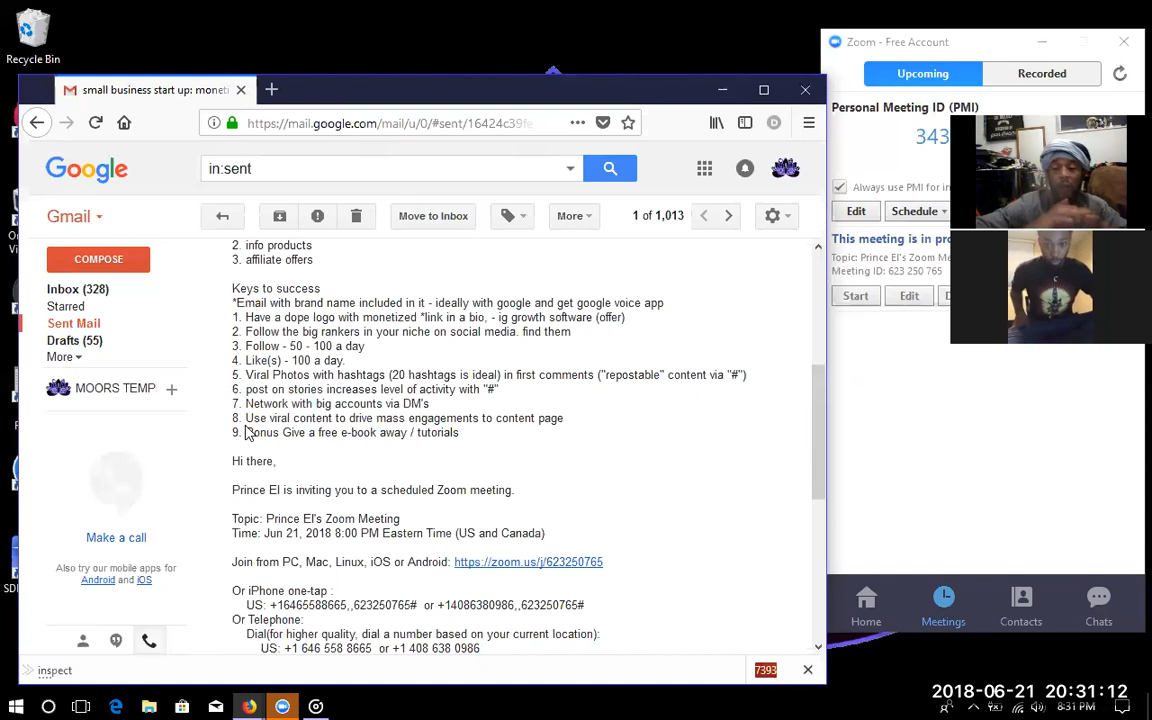 Recycle Bin
Zoom - Free Account
Upcoming
Recorded
Personal Meeting ID (PMI)
343
Always use PMI for in
Edit
Schedule
This meeting is in pr
Topic: Prince El's Zoom M
Meeting ID: 623 250 765
Start
Edit
Home
Meetings
Contacts
Chats
small business start up: monet
https://mail.google.com/mail/u/0/#sent/16424c39fe
D
Google
in:sent
Gmail
Move to Inbox
More
1 of 1,013
COMPOSE
Inbox (328)
Starred
Sent Mail
Drafts (55)
More
MOORS TEMP
Make a call
Also try our mobile apps for
Android and iOS
2. info products
3. affiliate offers
Keys to success
*Email with brand name included in it - ideally with google and get google voice app
1. Have a dope logo with monetized *link in a bio, - ig growth software (offer)
2. Follow the big rankers in your niche on social media. find them
3. Follow - 50 - 100 a day
4. Like(s) - 100 a day.
5. Viral Photos with hashtags (20 hashtags is ideal) in first comments ("repostable" content via "#")
6. post on stories increases level of activity with "#"
7. Network with big accounts via DM's
8. Use viral content to drive mass engagements to content page
9. Bonus Give a free e-book away / tutorials
Hi there,
Prince El is inviting you to a scheduled Zoom meeting.
Topic: Prince El's Zoom Meeting
Time: Jun 21, 2018 8:00 PM Eastern Time (US and Canada)
Join from PC, Mac, Linux, iOS or Android: https://zoom.us/j/623250765
Or iPhone one-tap :
US: +16465588665,,623250765# or +14086380986,,623250765#
Or Telephone:
Dial(for higher quality, dial a number based on your current location):
US: +1 646 558 8665 or +1 408 638 0986
inspect
7393
2018-06-21 20:31:12
8:31 PM